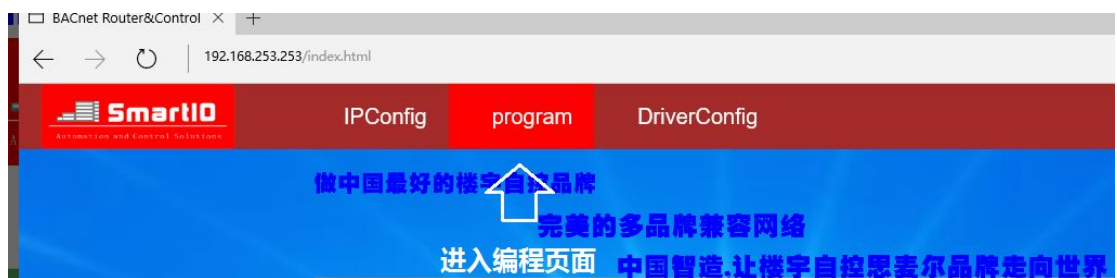 BACnet Router&Control
192.168.253.253/index.html
SmartIO
Automation and Control Solutions
IPConfig program DriverConfig
做中国最好的楼宇自控品牌
完美的多品牌兼容网络
进入编程页面
中国智造,让楼宇自控思麦尔品牌走向世界